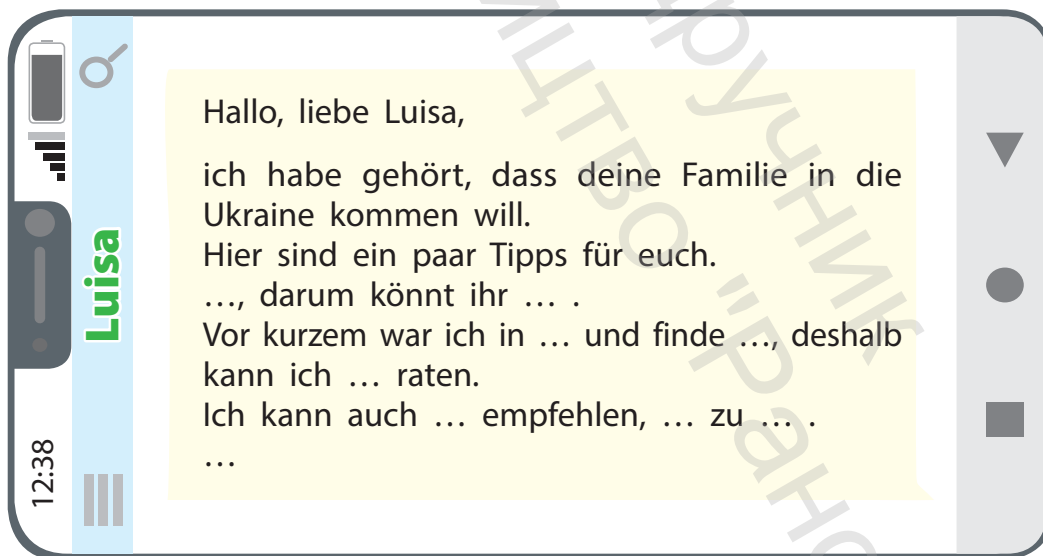 12:38
Luisa
Hallo, liebe Luisa,
ich habe gehört, dass deine Familie in die
Ukraine kommen will.
Hier sind ein paar Tipps für euch.
…, darum könnt ihr … .
Vor kurzem war ich in … und finde …, deshalb
kann ich … raten.
Ich kann auch … empfehlen, … zu … .
…